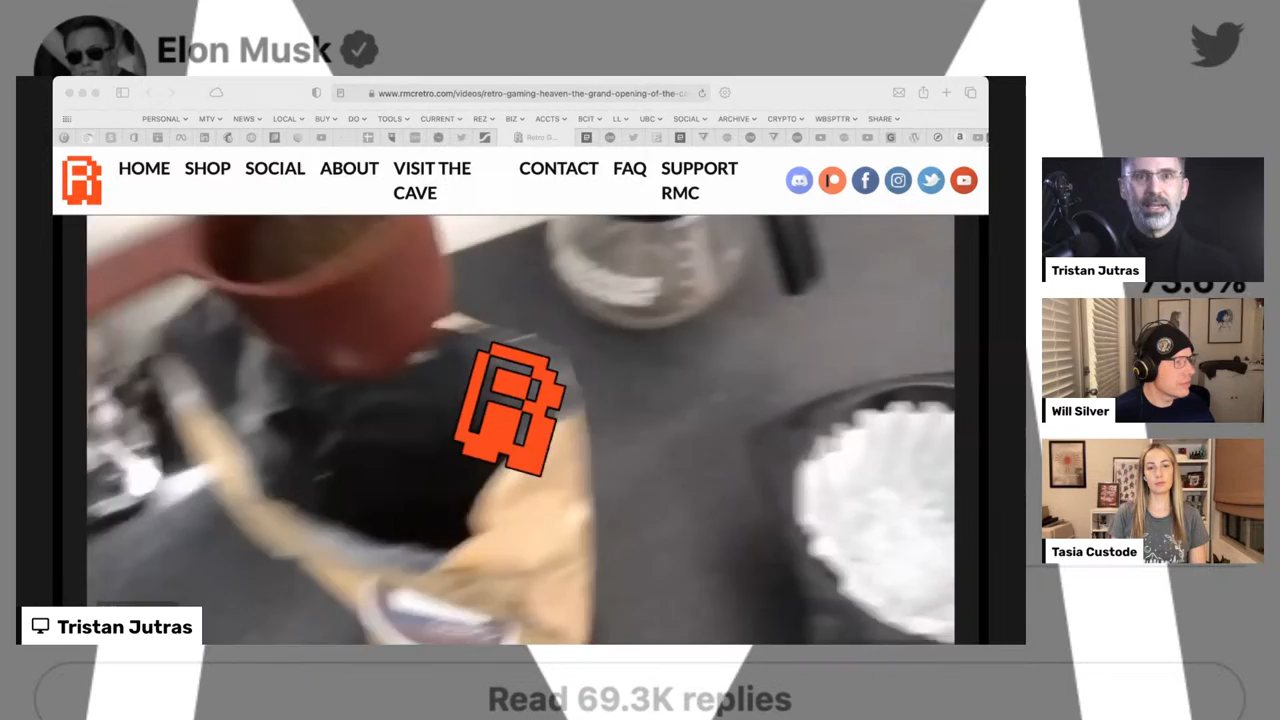 Elon Musk
www.rmcretro.com/videos/retro-gaming-heaven-the-grand-opening-of-the-ca
PERSONAL MTV NEWS LOCAL BUY DO TOOLS CURRENT REZ BIZ ACCTS BCIT LL UBC SOCIAL ARCHIVE CRYPTO WBSPTTR SHARE
Retro G...
HOME SHOP SOCIAL ABOUT VISIT THE CAVE CONTACT FAQ SUPPORT RMC
R
Tristan Jutras
73.6%
Will Silver
Tasia Custode
Tristan Jutras
Read 69.3K replies